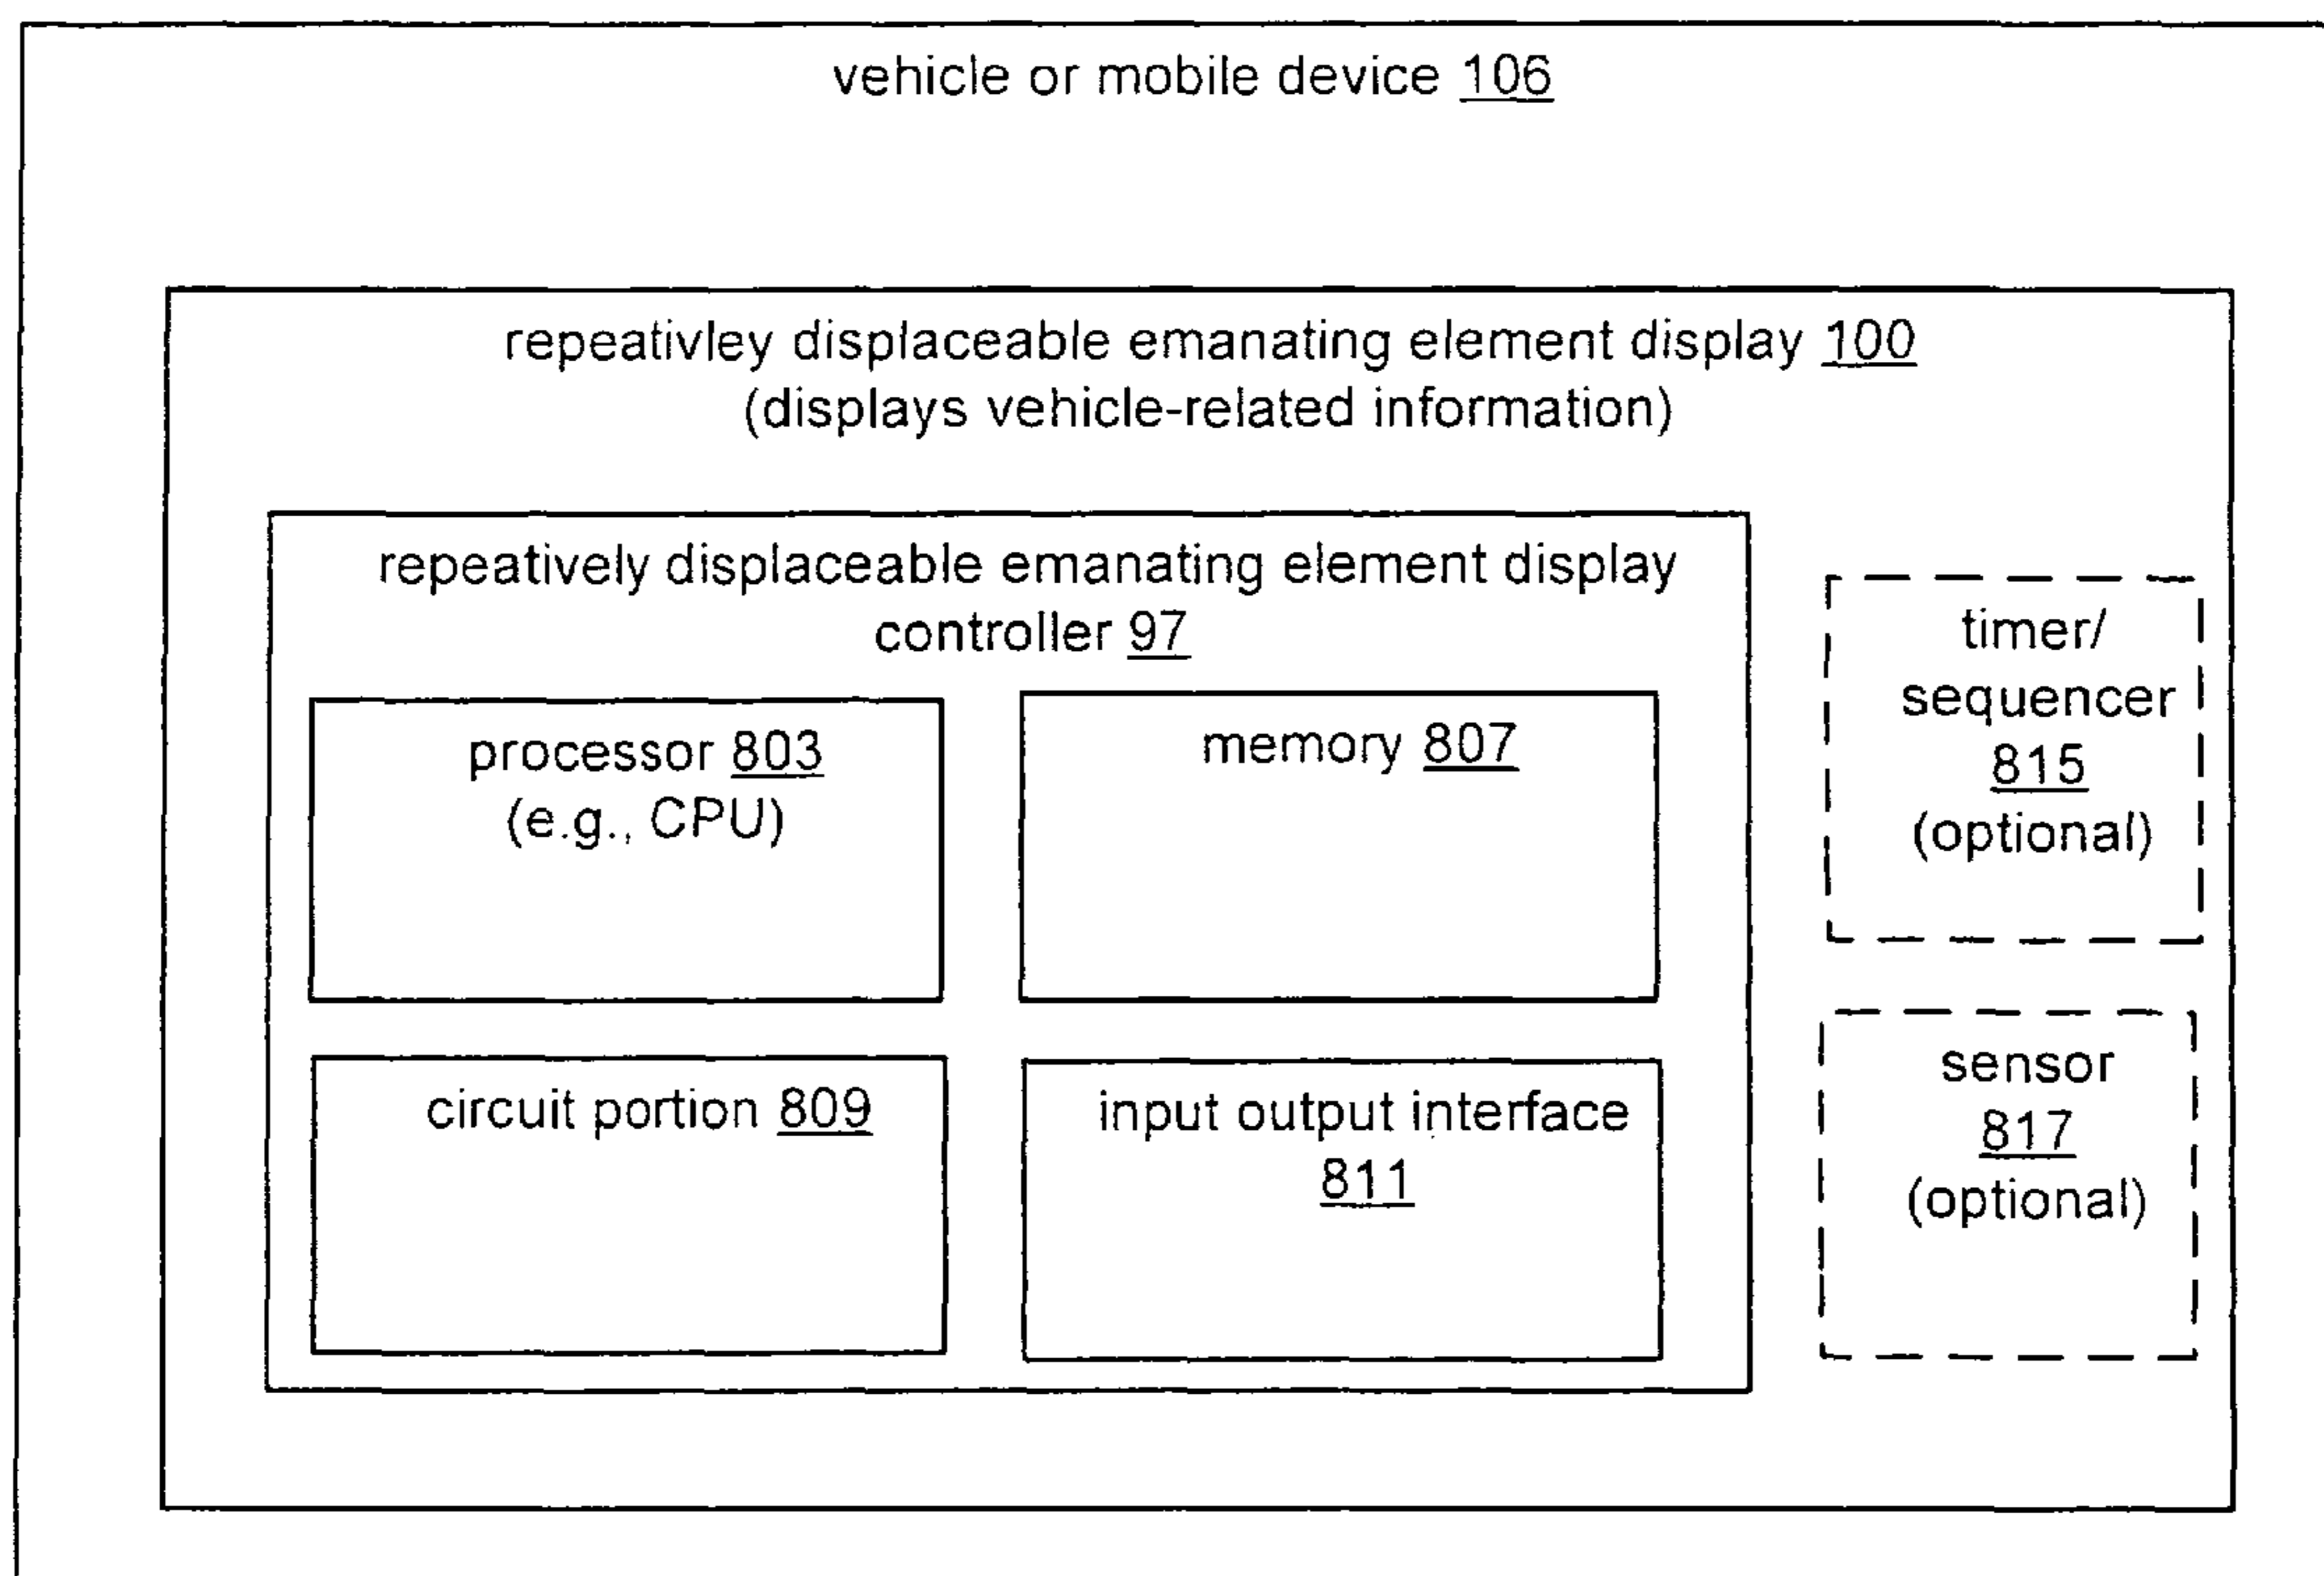 vehicle or mobile device 106
repeativley displaceable emanating element display 100
(displays vehicle-related information)
repeatively displaceable emanating element display
controller 97
processor 803
(e.g., CPU)
memory 807
circuit portion 809
input output interface
811
timer/
sequencer
815
(optional)
sensor
817
(optional)